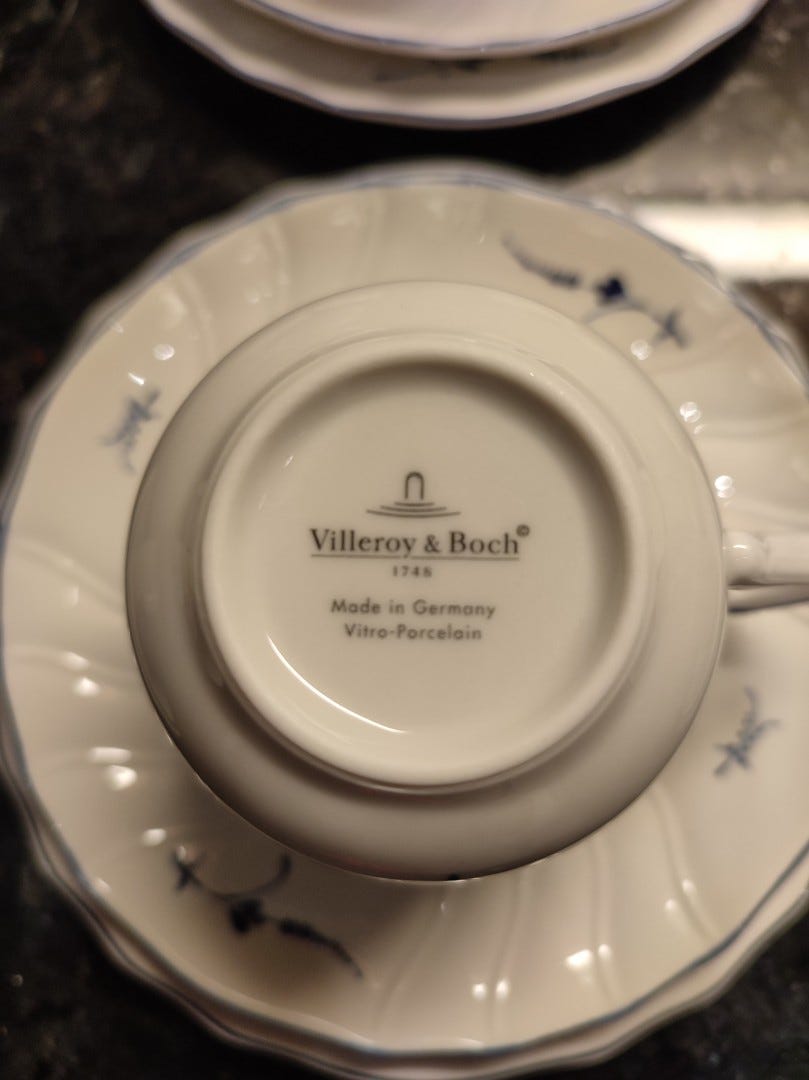 Villeroy & Boch©
1748
Made in Germany
Vitro-Porcelain